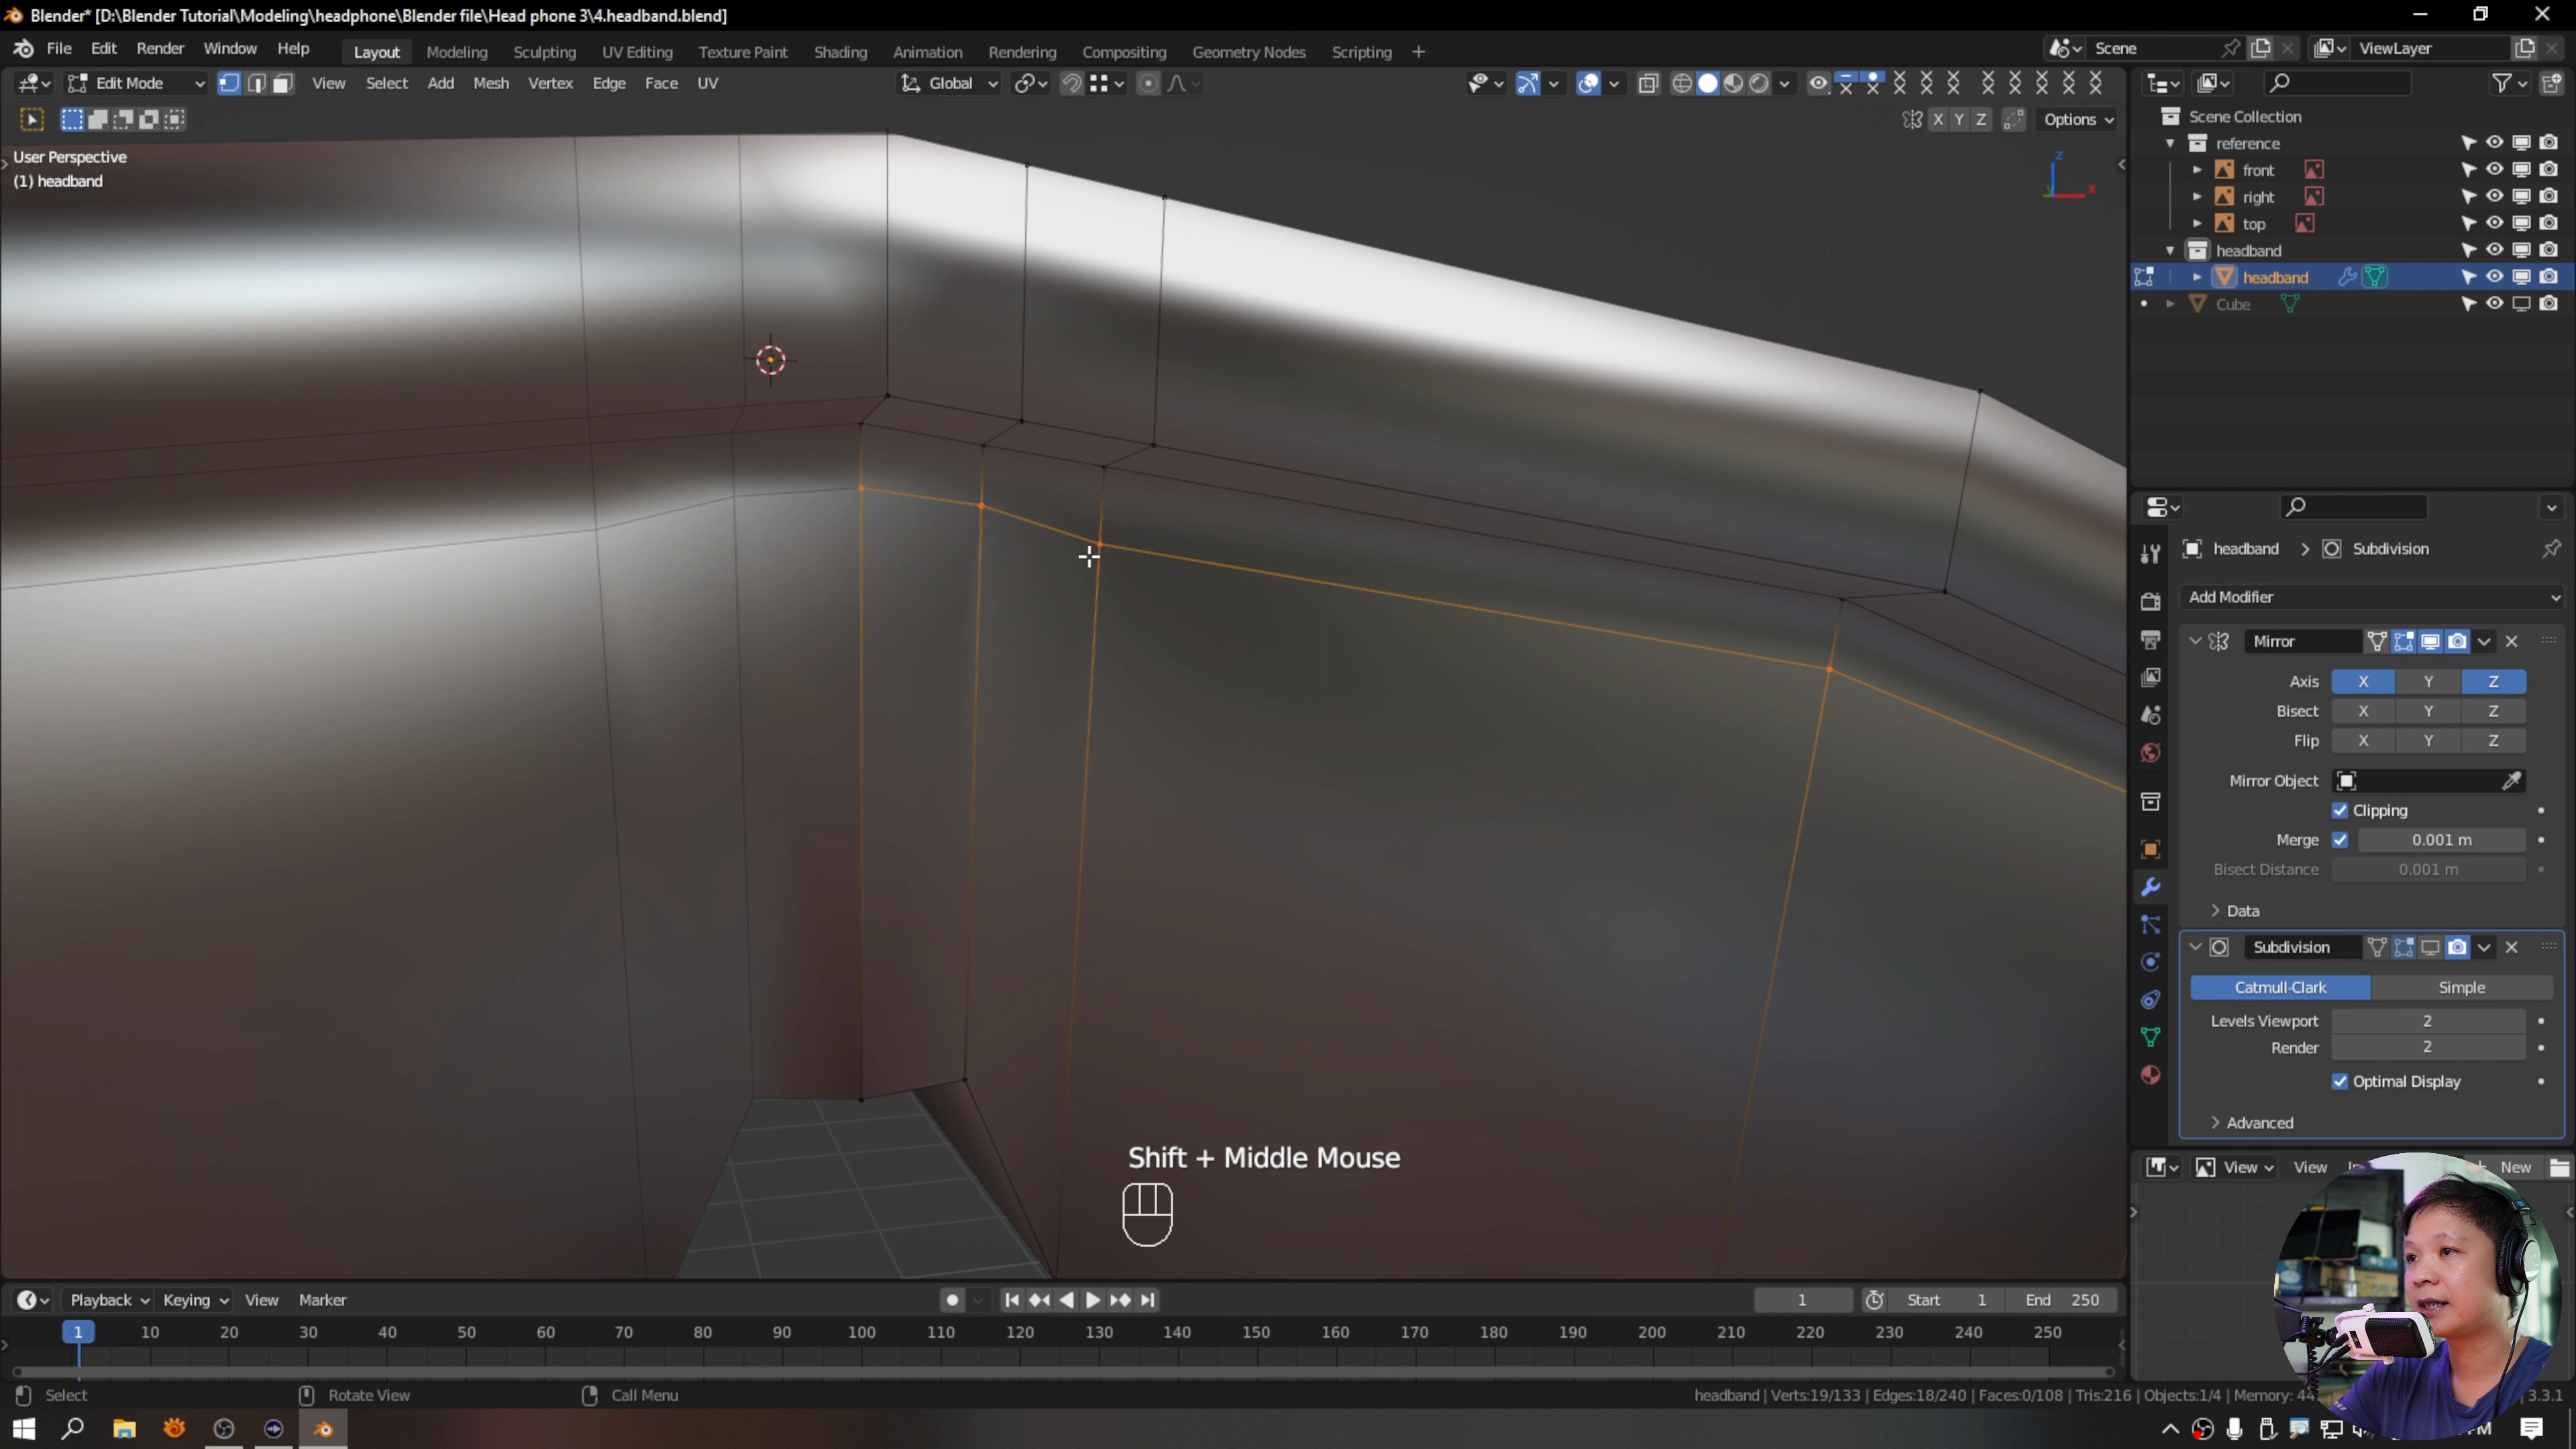 Blender* [D:\Blender Tutorial\Modeling\headphone\Blender file\Head phone 3\4.headband.blend]
File Edit Render Window Help
Layout Modeling Sculpting UV Editing Texture Paint Shading Animation Rendering Compositing Geometry Nodes Scripting +
Scene
ViewLayer
Edit Mode
View Select Add Mesh Vertex Edge Face UV
Global
X Y Z
Options
User Perspective
(1) headband
z
x
Y
Scene Collection
reference
front
right
top
headband
headband
Cube
headband > Subdivision
Add Modifier
Mirror
Axis X Y Z
Bisect X Y Z
Flip X Y Z
Mirror Object
Clipping
Merge 0.001 m
Bisect Distance 0.001 m
Data
Subdivision
Catmull-Clark Simple
Levels Viewport 2
Render 2
Optimal Display
Advanced
Shift + Middle Mouse
View View New
Playback Keying View Marker
1 Start 1 End 250
1 10 20 30 40 50 60 70 80 90 100 110 120 130 140 150 160 170 180 190 200 210 220 230 240 250
Select Rotate View Call Menu
headband | Verts:19/133 | Edges:18/240 | Faces:0/108 | Tris:216 | Objects:1/4 | Memory: 44 3.3.1